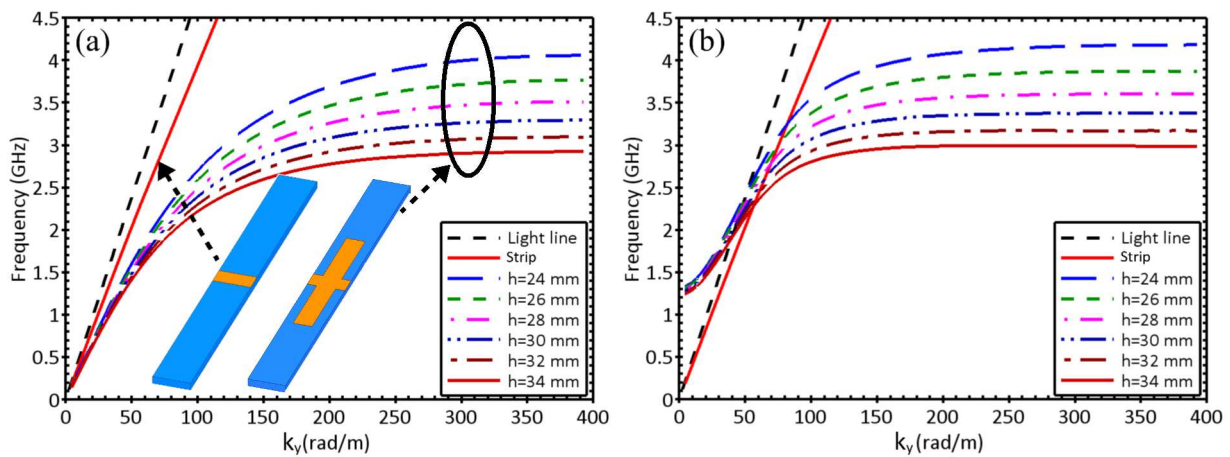 (a)
4.5
4
3.5
3
2.5
2
1.5
1
0.5
0
Frequency (GHz)
0 50 100 150 200 250 300 350 400
ky(rad/m)
Light line
Strip
h=24 mm
h=26 mm
h=28 mm
h=30 mm
h=32 mm
h=34 mm
(b)
4.5
4
3.5
3
2.5
2
1.5
1
0.5
0
Frequency (GHz)
0 50 100 150 200 250 300 350 400
ky(rad/m)
Light line
Strip
h=24 mm
h=26 mm
h=28 mm
h=30 mm
h=32 mm
h=34 mm